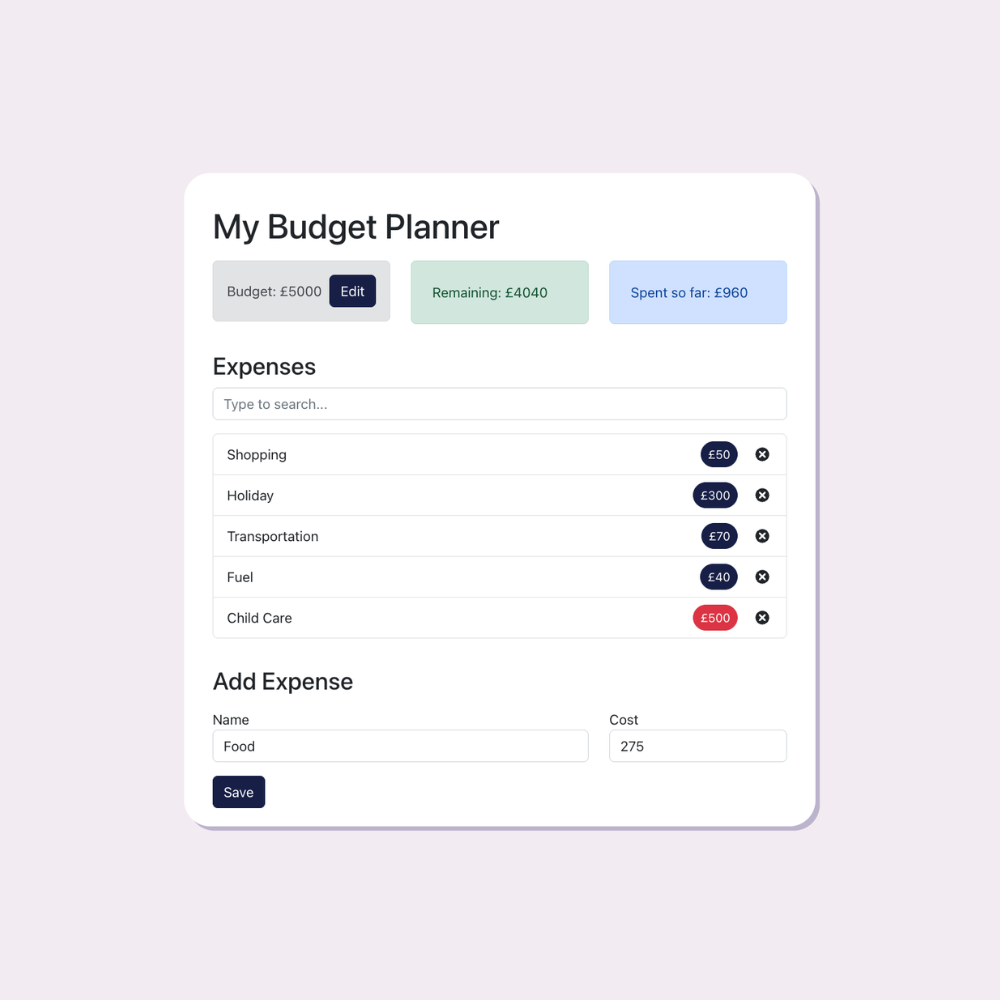 My Budget Planner
Budget: £5000 Edit Remaining: £4040 Spent so far: £960
Expenses
Type to search...
Shopping £50
Holiday £300
Transportation £70
Fuel £40
Child Care £500
Add Expense
Name Cost
Food 275
Save